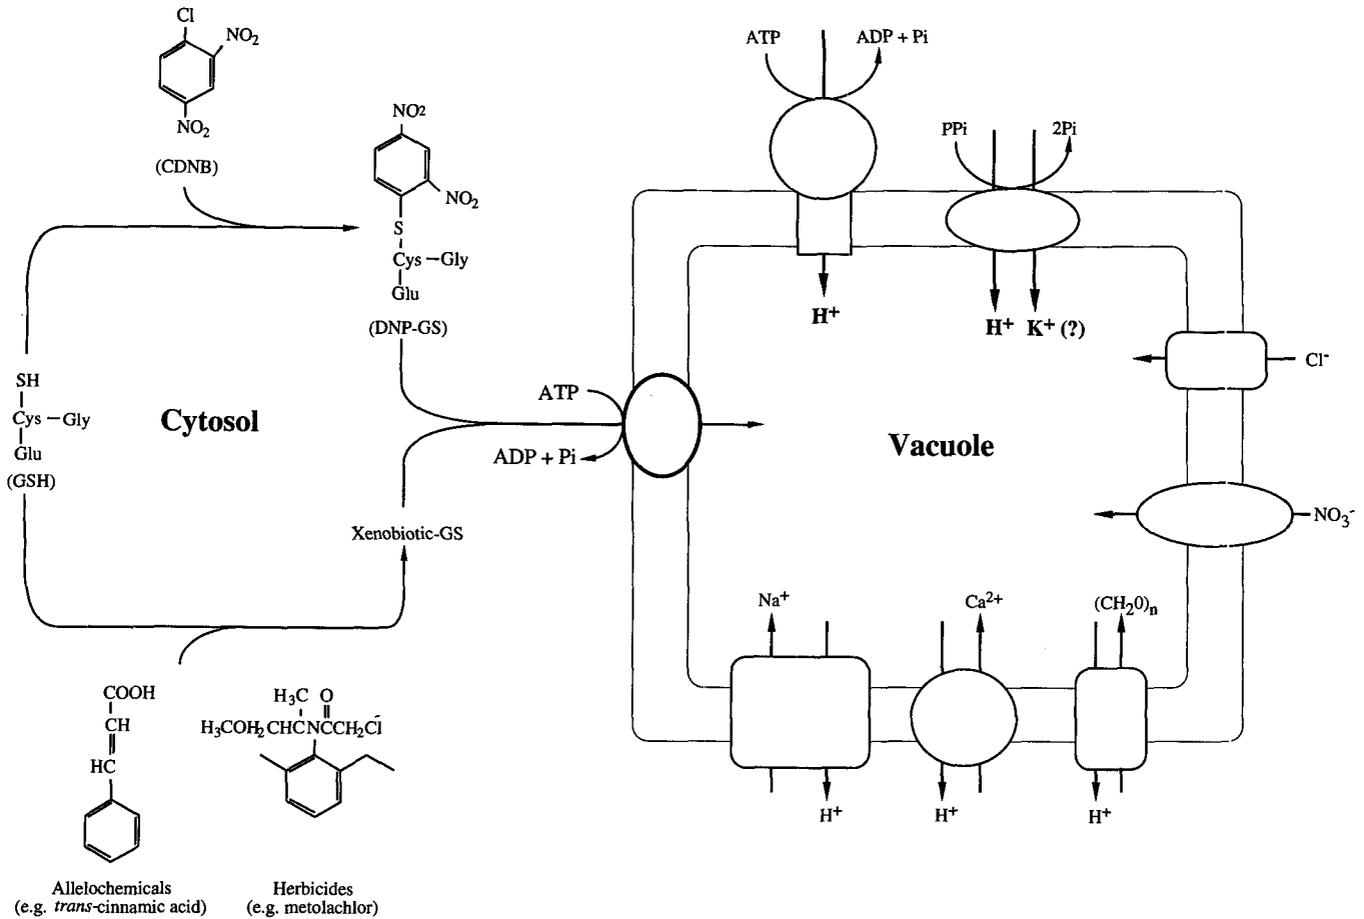 Cl
NO2
NO2
(CDNB)
NO2
NO2
S
Cys – Gly
Glu
(DNP-GS)
SH
Cys – Gly
Glu
(GSH)
Cytosol
ATP
ADP + Pi
Xenobiotic-GS
COOH
CH
HC
Allelochemicals
(e.g. trans-cinnamic acid)
H3C O
H3COH2CHCNCCH2Cl
Herbicides
(e.g. metolachlor)
ATP
ADP + Pi
H+
PPi
2Pi
H+ K+ (?)
Cl-
Vacuole
NO3-
Na+
Ca2+
(CH20)n
H+
H+
H+